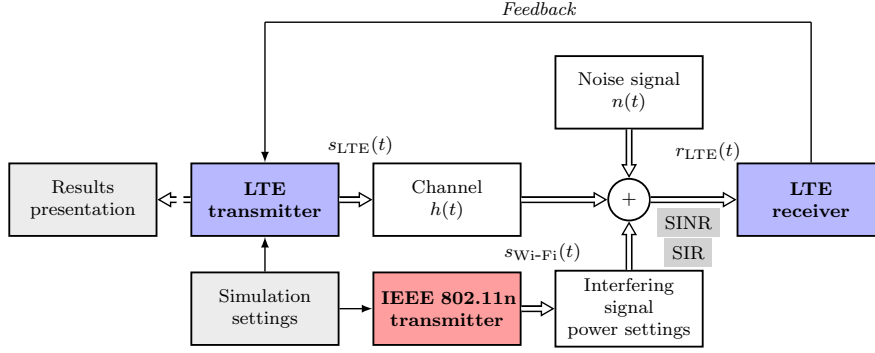 Feedback
Noise signal
n(t)
s_LTE(t)
r_LTE(t)
Results
presentation
LTE
transmitter
Channel
h(t)
+
LTE
receiver
SINR
SIR
s_Wi-Fi(t)
Simulation
settings
IEEE 802.11n
transmitter
Interfering
signal
power settings